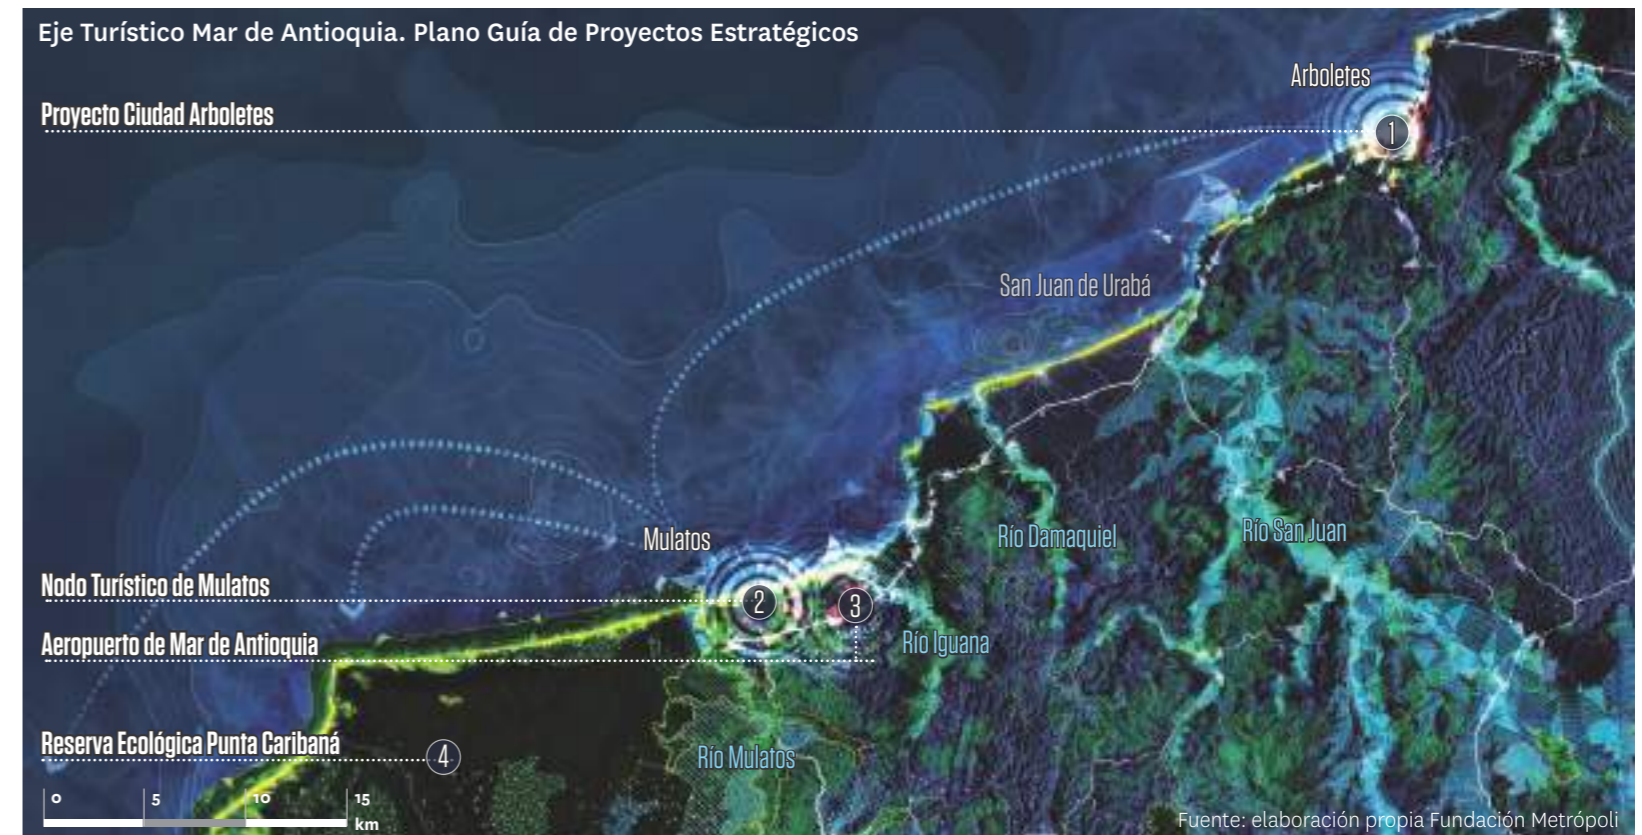 Eje Turístico Mar de Antioquia. Plano Guía de Proyectos Estratégicos
Arboletes
Proyecto Ciudad Arboletes
1
San Juan de Urabá
Río Damaquiel
Río San Juan
Mulatos
Nodo Turístico de Mulatos
2
3
Aeropuerto de Mar de Antioquia
Río Iguana
Reserva Ecológica Punta Caribaná
4
Río Mulatos
0 5 10 15
km
Fuente: elaboración propia Fundación Metrópoli